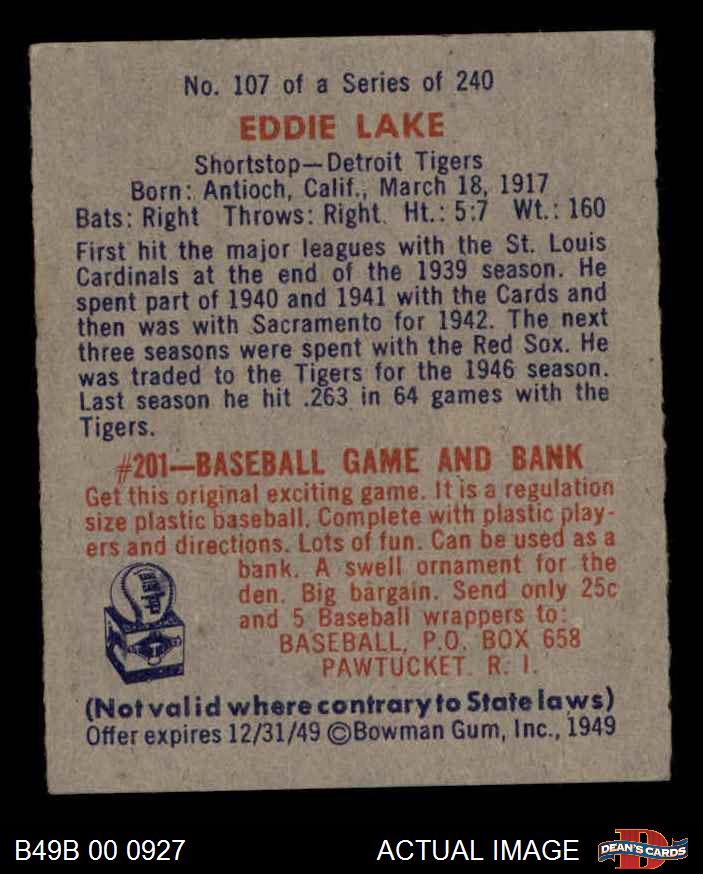 No. 107 of a Series of 240
EDDIE LAKE
Shortstop—Detroit Tigers
Born: Antioch, Calif., March 18, 1917
Bats: Right Throws: Right. Ht.: 5:7 Wt.: 160
First hit the major leagues with the St. Louis
Cardinals at the end of the 1939 season. He
spent part of 1940 and 1941 with the Cards and
then was with Sacramento for 1942. The next
three seasons were spent with the Red Sox. He
was traded to the Tigers for the 1946 season.
Last season he hit .263 in 64 games with the
Tigers.
#201—BASEBALL GAME AND BANK
Get this original exciting game. It is a regulation
size plastic baseball. Complete with plastic play-
ers and directions. Lots of fun. Can be used as a
bank. A swell ornament for the
den. Big bargain. Send only 25c
and 5 Baseball wrappers to:
BASEBALL, P.O. BOX 658
PAWTUCKET R. I.
(Not valid where contrary to State laws)
Offer expires 12/31/49 ©Bowman Gum, Inc., 1949
B49B 00 0927
ACTUAL IMAGE
DEAN'S CARDS